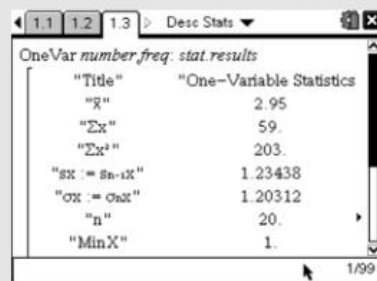 1.1 1.2 1.3 Desc Stats
OneVar number,freq: stat.results
"Title" "One-Variable Statistics
"x̄" 2.95
"Σx" 59.
"Σx²" 203.
"sx := sₙ₋₁x" 1.23438
"σx := σₙx" 1.20312
"n" 20.
"MinX" 1.
1/99